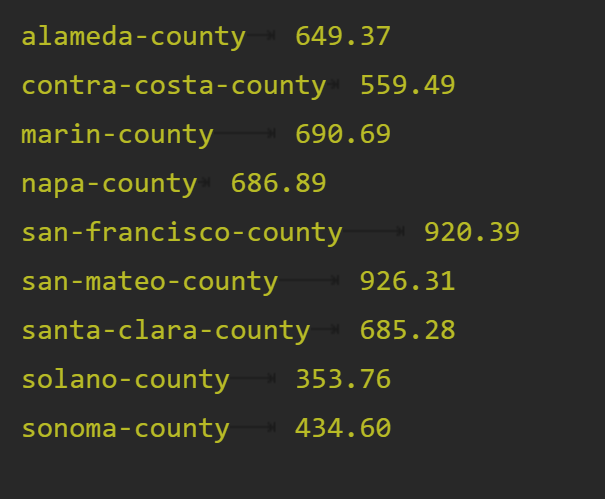 alameda-county	649.37
contra-costa-county	559.49
marin-county	690.69
napa-county	686.89
san-francisco-county	920.39
san-mateo-county	926.31
santa-clara-county	685.28
solano-county	353.76
sonoma-county	434.60